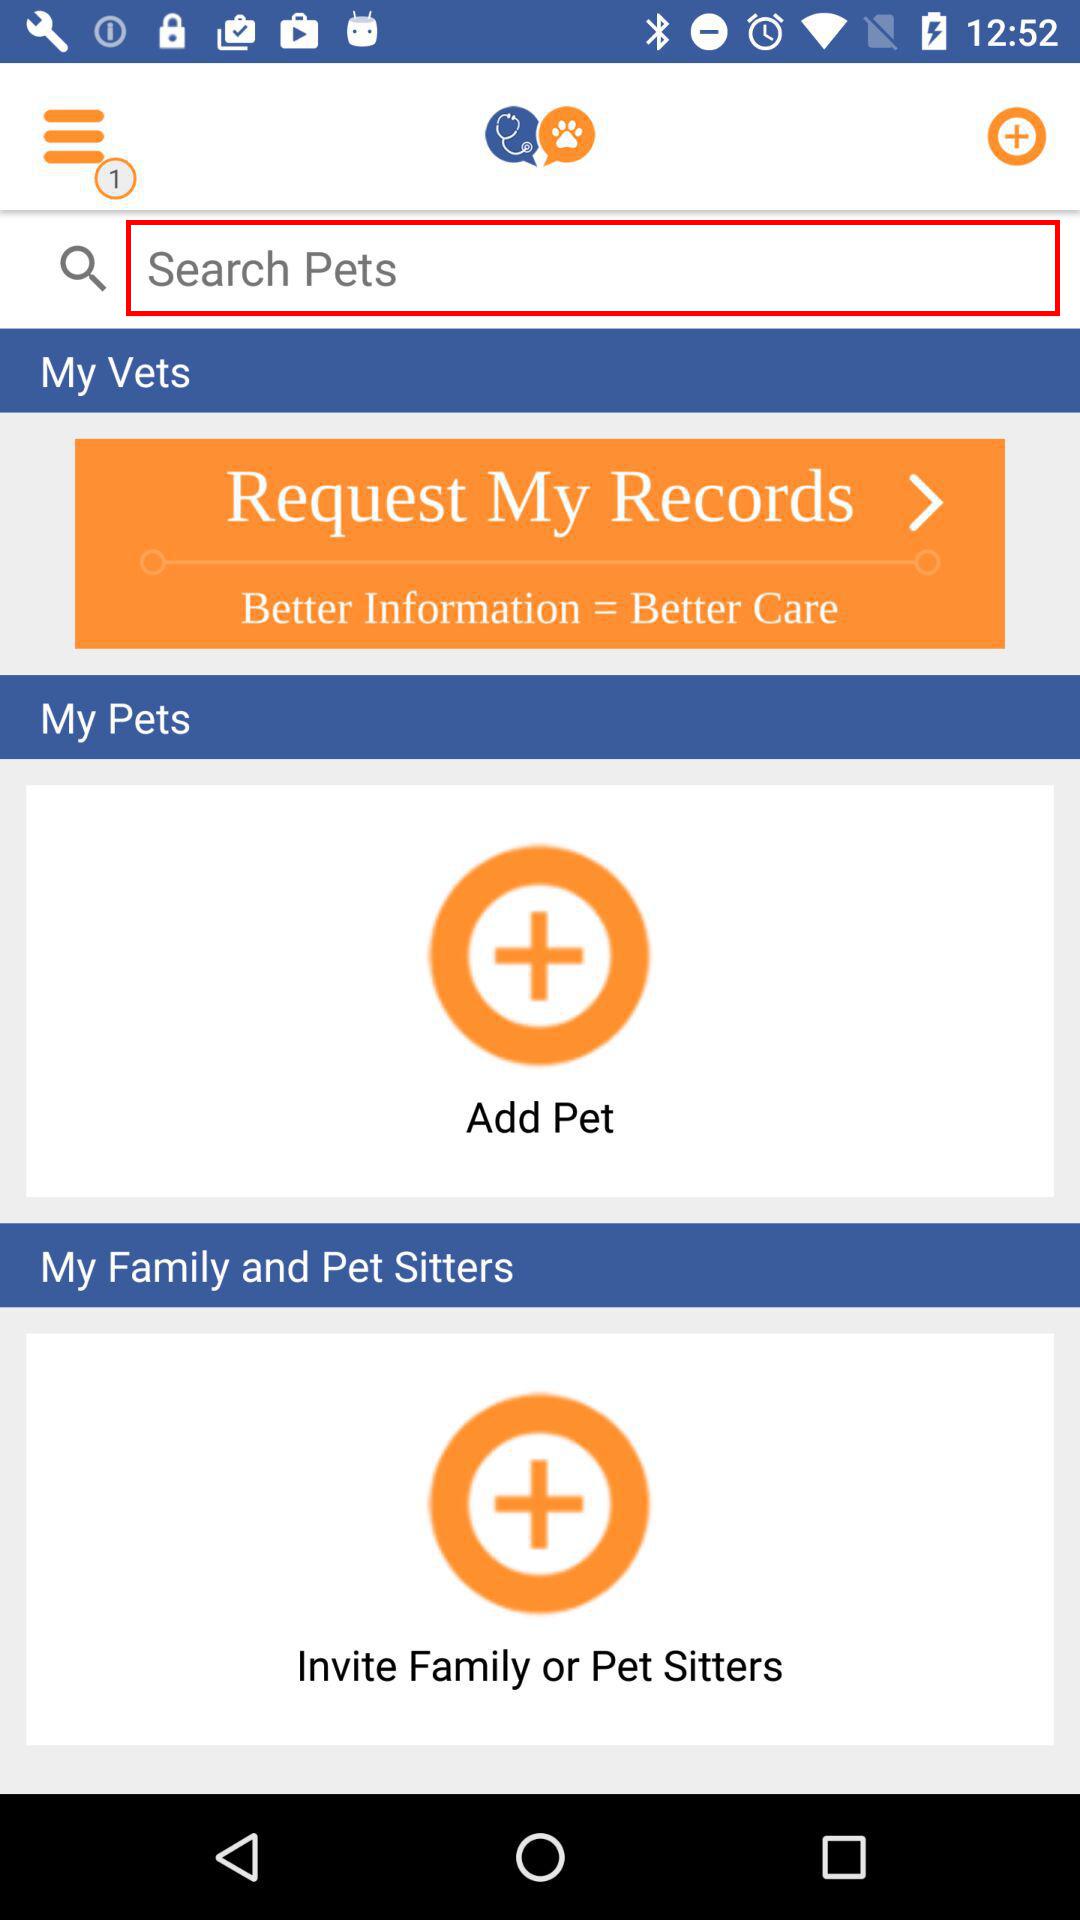 12:52
1
Search Pets
My Vets
Request My Records
Better Information = Better Care
My Pets
Add Pet
My Family and Pet Sitters
Invite Family or Pet Sitters